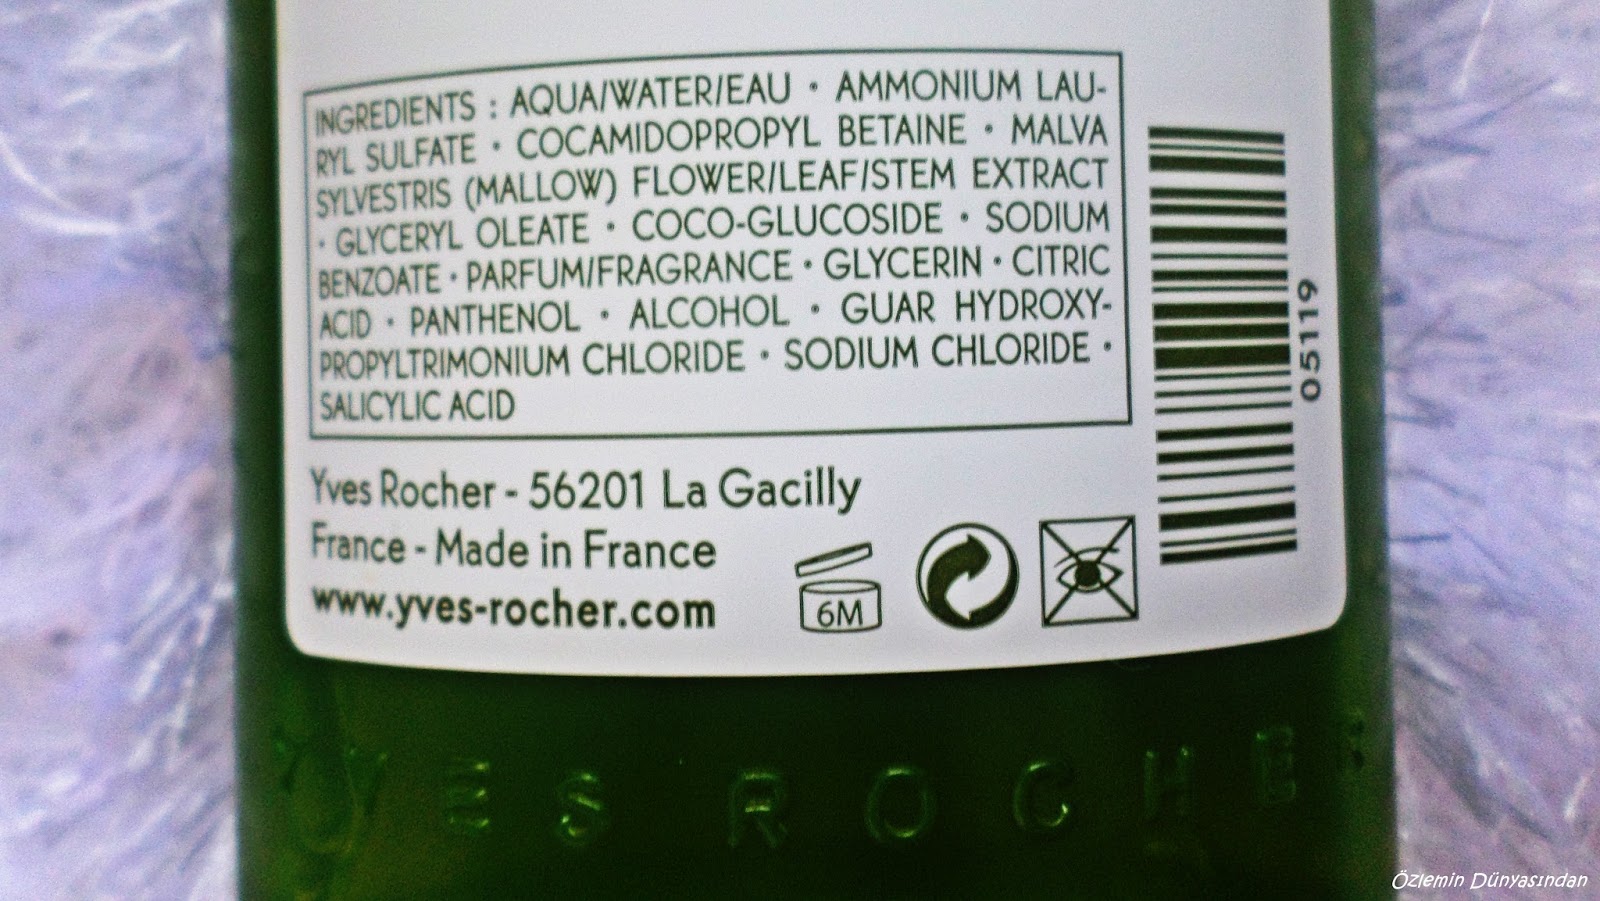 INGREDIENTS : AQUA/WATER/EAU • AMMONIUM LAU-
RYL SULFATE • COCAMIDOPROPYL BETAINE • MALVA
SYLVESTRIS (MALLOW) FLOWER/LEAF/STEM EXTRACT
• GLYCERYL OLEATE • COCO-GLUCOSIDE • SODIUM
BENZOATE • PARFUM/FRAGRANCE • GLYCERIN • CITRIC
ACID • PANTHENOL • ALCOHOL • GUAR HYDROXY-
PROPYLTRIMONIUM CHLORIDE • SODIUM CHLORIDE •
SALICYLIC ACID
05119
Yves Rocher - 56201 La Gacilly
France - Made in France
www.yves-rocher.com
6M
YVES ROCHER
Özlemin Dünyasından